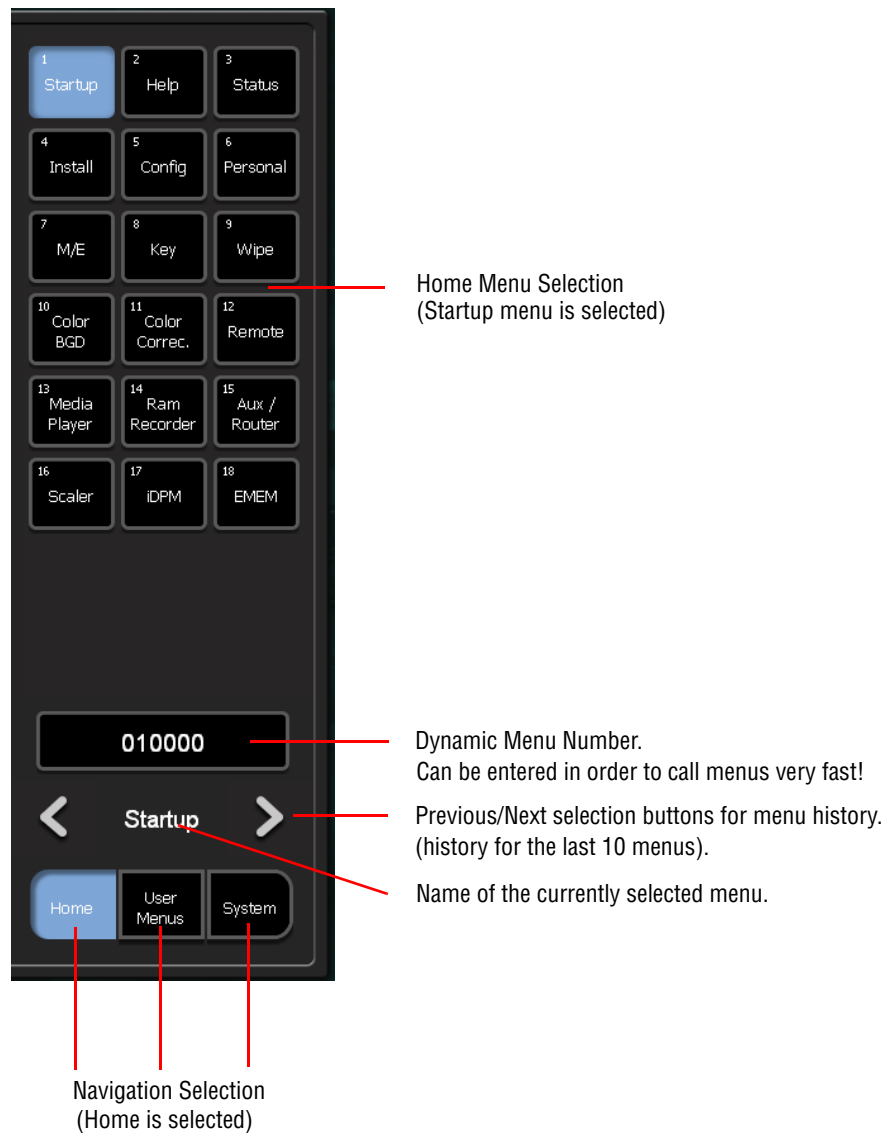 1
Startup
2
Help
3
Status
4
Install
5
Config
6
Personal
7
M/E
8
Key
9
Wipe
Home Menu Selection
(Startup menu is selected)
10
Color
BGD
11
Color
Correc.
12
Remote
13
Media
Player
14
Ram
Recorder
15
Aux /
Router
16
Scaler
17
iDPM
18
EMEM
010000
Dynamic Menu Number.
Can be entered in order to call menus very fast!
Startup
Previous/Next selection buttons for menu history.
(history for the last 10 menus).
Name of the currently selected menu.
Home
User
Menus
System
Navigation Selection
(Home is selected)